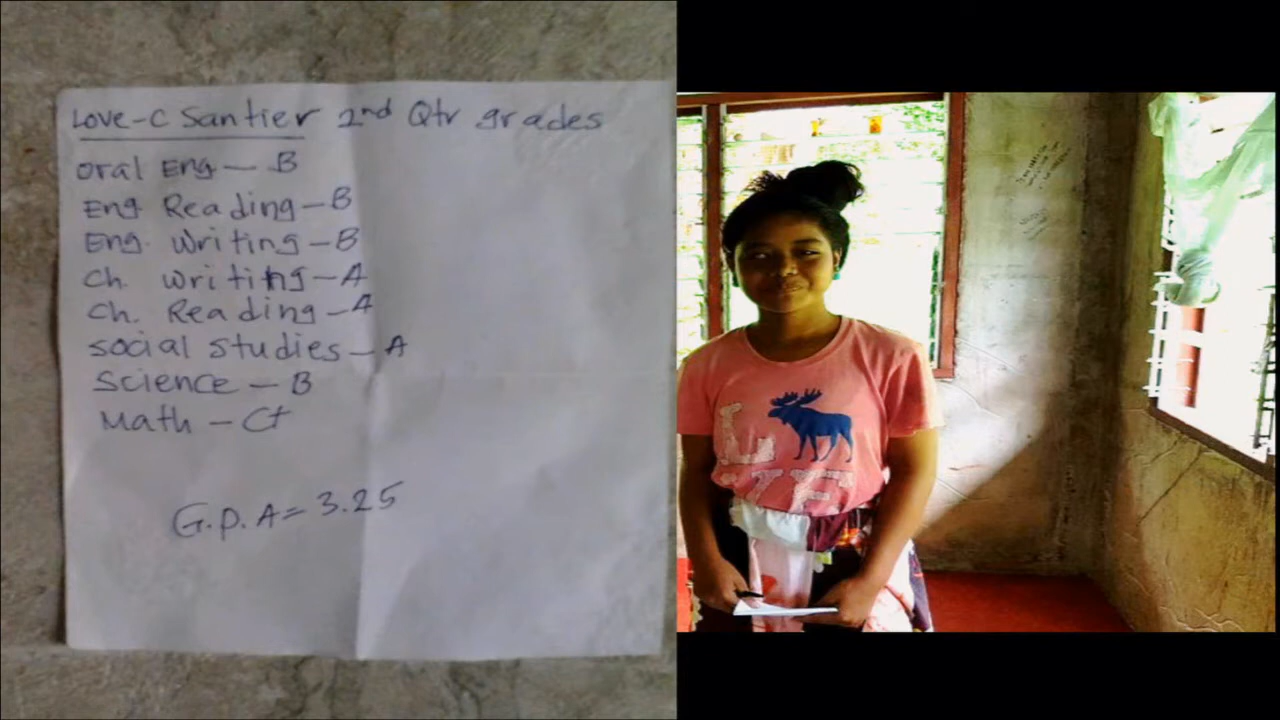 Love-C Santier 2nd Qtr grades
Oral Eng - B
Eng Reading - B
Eng. Writing - B
Ch. Writing - A
Ch. Reading - A
Social studies - A
Science - B
Math - C+
G.P.A = 3.25
L
VE